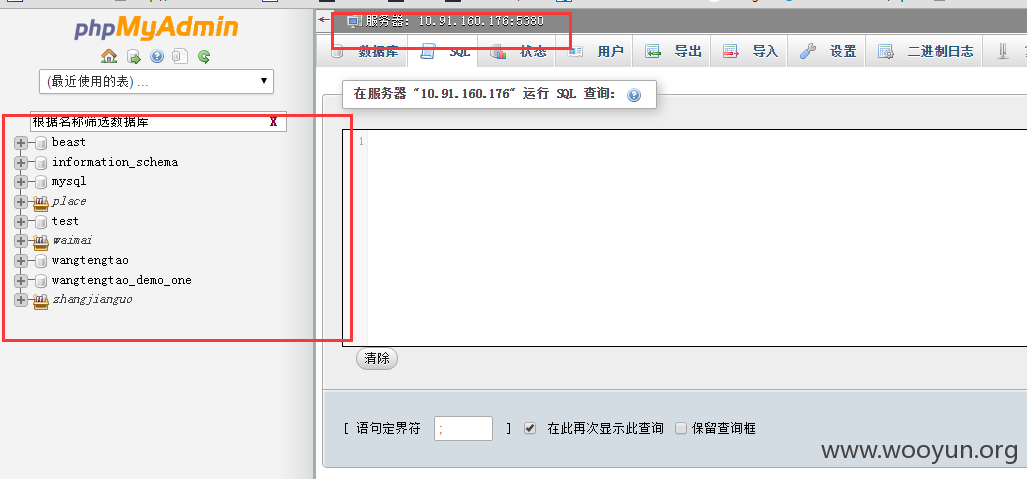 phpMyAdmin
(最近使用的表) ...
根据名称筛选数据库 X
beast
information_schema
mysql
place
test
waimai
wangtengtao
wangtengtao_demo_one
zhangjianguo
服务器: 10.91.160.176:5380
数据库 SQL 状态 用户 导出 导入 设置 二进制日志
在服务器 "10.91.160.176" 运行 SQL 查询:
1
清除
[ 语句定界符 ; ] 在此再次显示此查询 保留查询框
www.wooyun.org